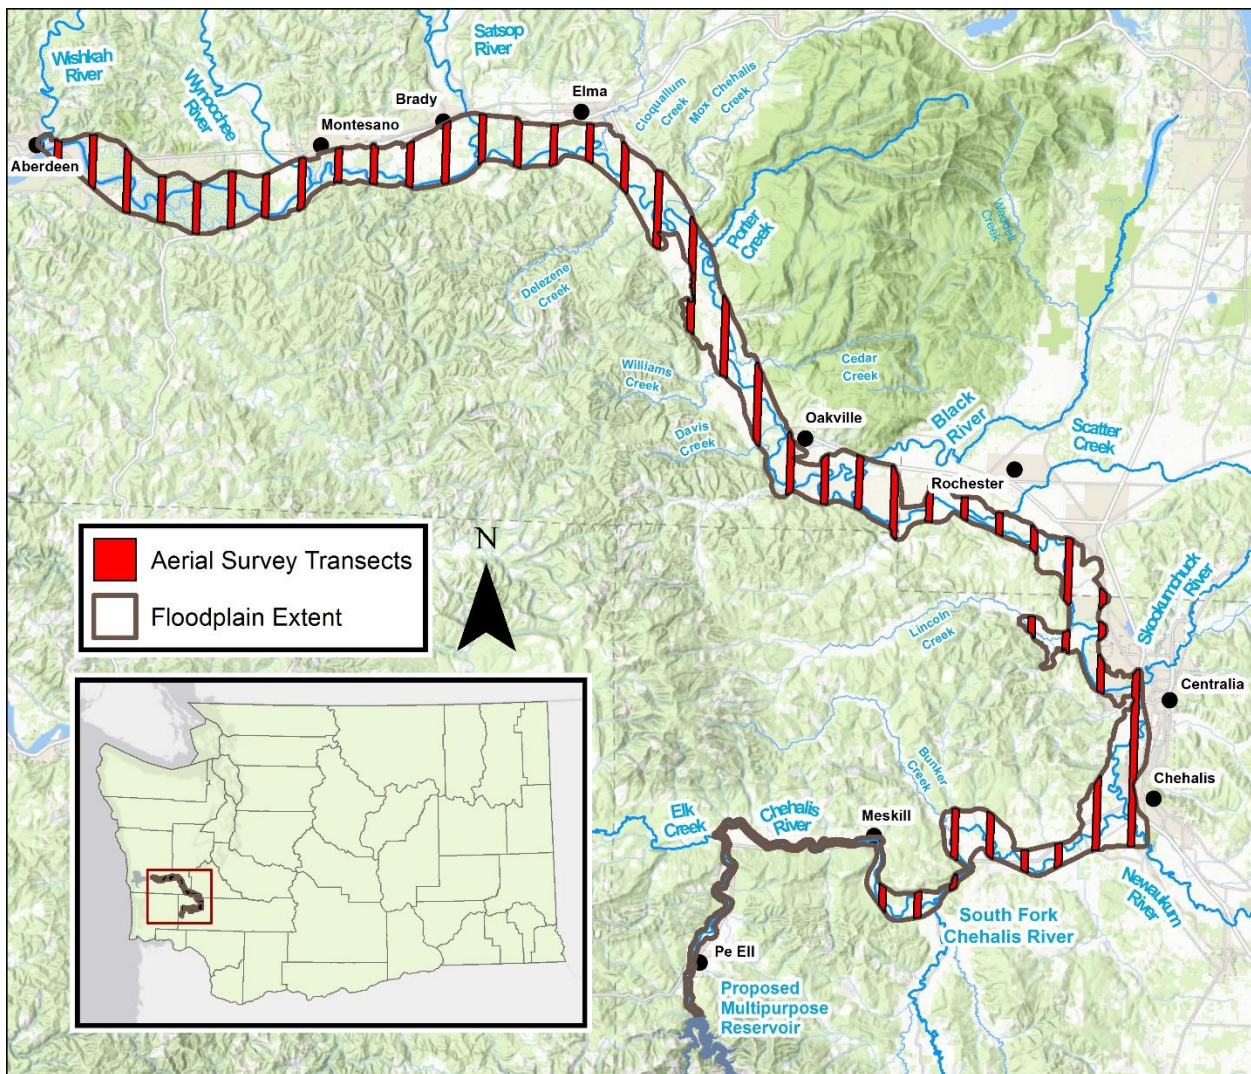 Wishkah
River
Wynoochee
River
Satsop
River
Aberdeen
Montesano
Brady
Elma
Cloquallum
Creek
Mox Chehalis
Creek
Porter
Creek
Delezene
Creek
Waddell
Creek
Williams
Creek
Cedar
Creek
Davis
Creek
Oakville
Black
River
Scatter
Creek
Rochester
Aerial Survey Transects
Floodplain Extent
N
Lincoln
Creek
Skookumchuck
River
Centralia
Bunker
Creek
Chehalis
Elk
Creek
Chehalis
River
Meskill
Newaukum
River
South Fork
Chehalis River
Pe Ell
Proposed
Multipurpose
Reservoir